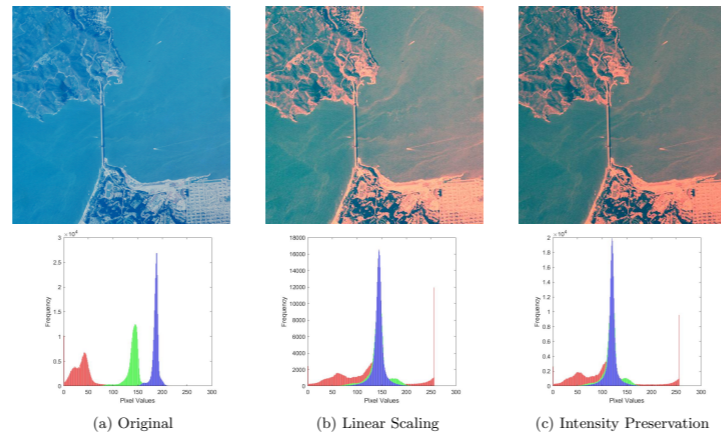 3 ×10⁴
2.5
2
1.5
1
0.5
0
0 50 100 150 200 250 300
Frequency
Pixel Values
18000
16000
14000
12000
10000
8000
6000
4000
2000
0
0 50 100 150 200 250 300
Frequency
Pixel Values
2 ×10⁴
1.8
1.6
1.4
1.2
1
0.8
0.6
0.4
0.2
0
0 50 100 150 200 250 300
Frequency
Pixel Values
(a) Original
(b) Linear Scaling
(c) Intensity Preservation